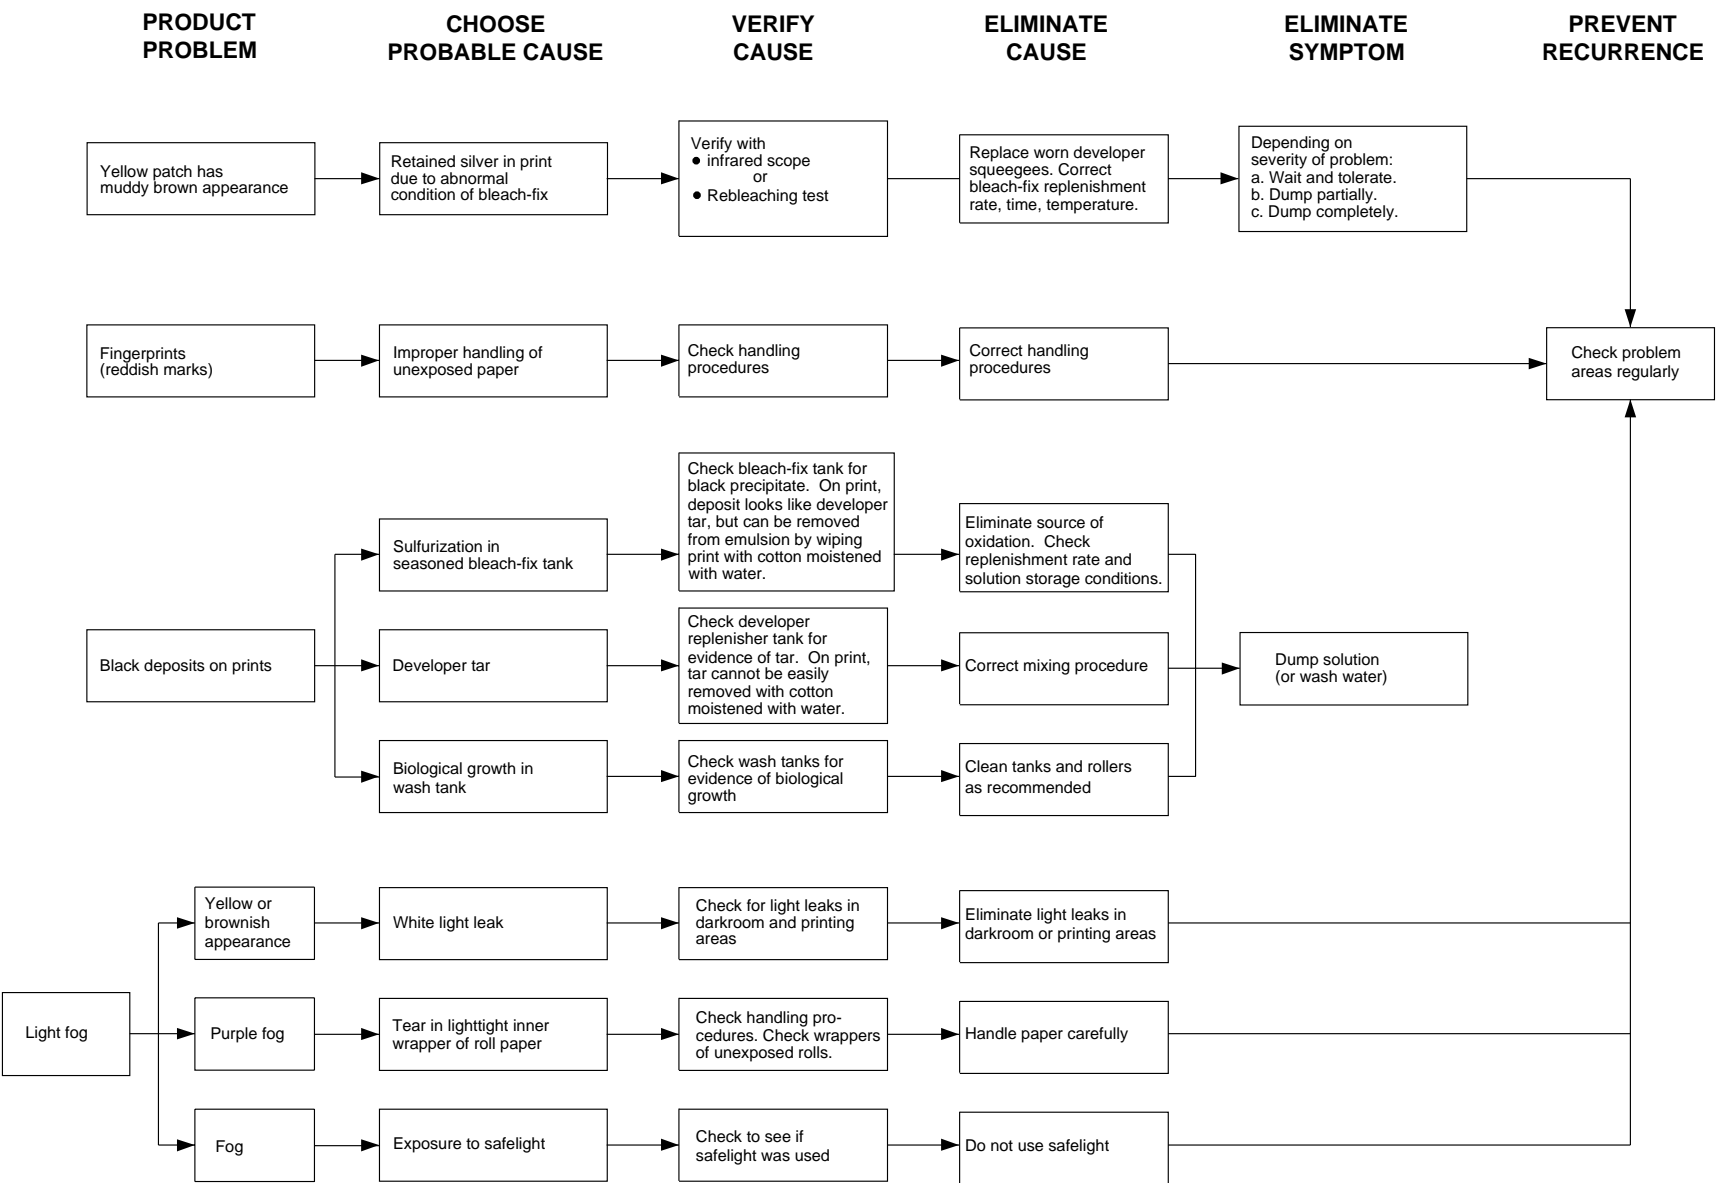 PRODUCT
PROBLEM
CHOOSE
PROBABLE CAUSE
VERIFY
CAUSE
ELIMINATE
CAUSE
ELIMINATE
SYMPTOM
PREVENT
RECURRENCE
Yellow patch has
muddy brown appearance
Retained silver in print
due to abnormal
condition of bleach-fix
Verify with
• infrared scope
or
• Rebleaching test
Replace worn developer
squeegees. Correct
bleach-fix replenishment
rate, time, temperature.
Depending on
severity of problem:
a. Wait and tolerate.
b. Dump partially.
c. Dump completely.
Fingerprints
(reddish marks)
Improper handling of
unexposed paper
Check handling
procedures
Correct handling
procedures
Check problem
areas regularly
Black deposits on prints
Sulfurization in
seasoned bleach-fix tank
Check bleach-fix tank for
black precipitate.  On print,
deposit looks like developer
tar, but can be removed
from emulsion by wiping
print with cotton moistened
with water.
Eliminate source of
oxidation.  Check
replenishment rate and
solution storage conditions.
Developer tar
Check developer
replenisher tank for
evidence of tar.  On print,
tar cannot be easily
removed with cotton
moistened with water.
Correct mixing procedure
Dump solution
(or wash water)
Biological growth in
wash tank
Check wash tanks for
evidence of biological
growth
Clean tanks and rollers
as recommended
Light fog
Yellow or
brownish
appearance
White light leak
Check for light leaks in
darkroom and printing
areas
Eliminate light leaks in
darkroom or printing areas
Purple fog
Tear in lighttight inner
wrapper of roll paper
Check handling pro-
cedures. Check wrappers
of unexposed rolls.
Handle paper carefully
Fog
Exposure to safelight
Check to see if
safelight was used
Do not use safelight